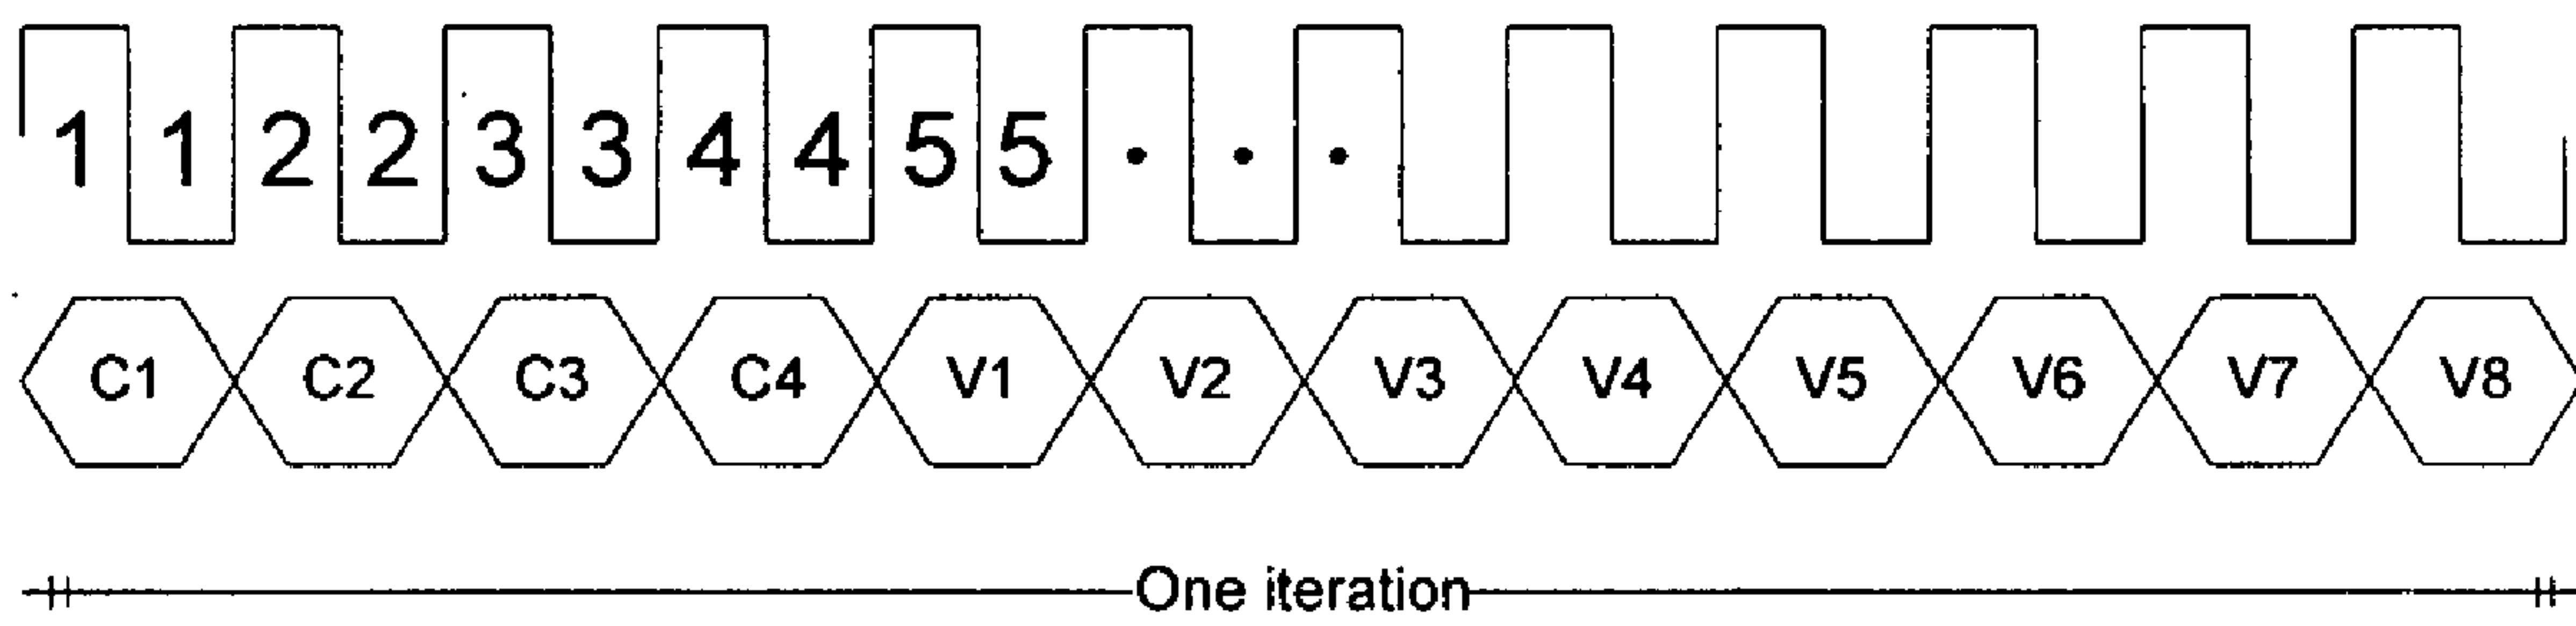 1 1 2 2 3 3 4 4 5 5 . . .
C1 C2 C3 C4 V1 V2 V3 V4 V5 V6 V7 V8
One iteration